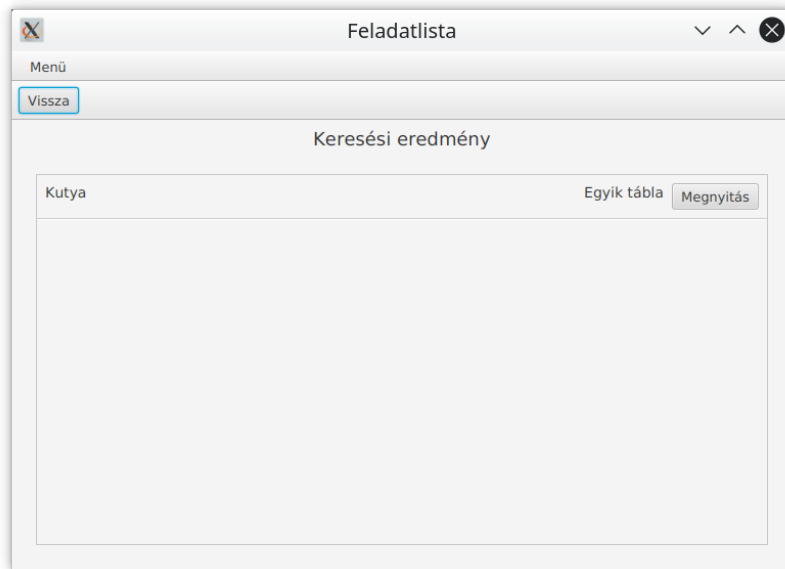 Feladatlista
Menü
Vissza
Keresési eredmény
Kutya Egyik tábla Megnyitás